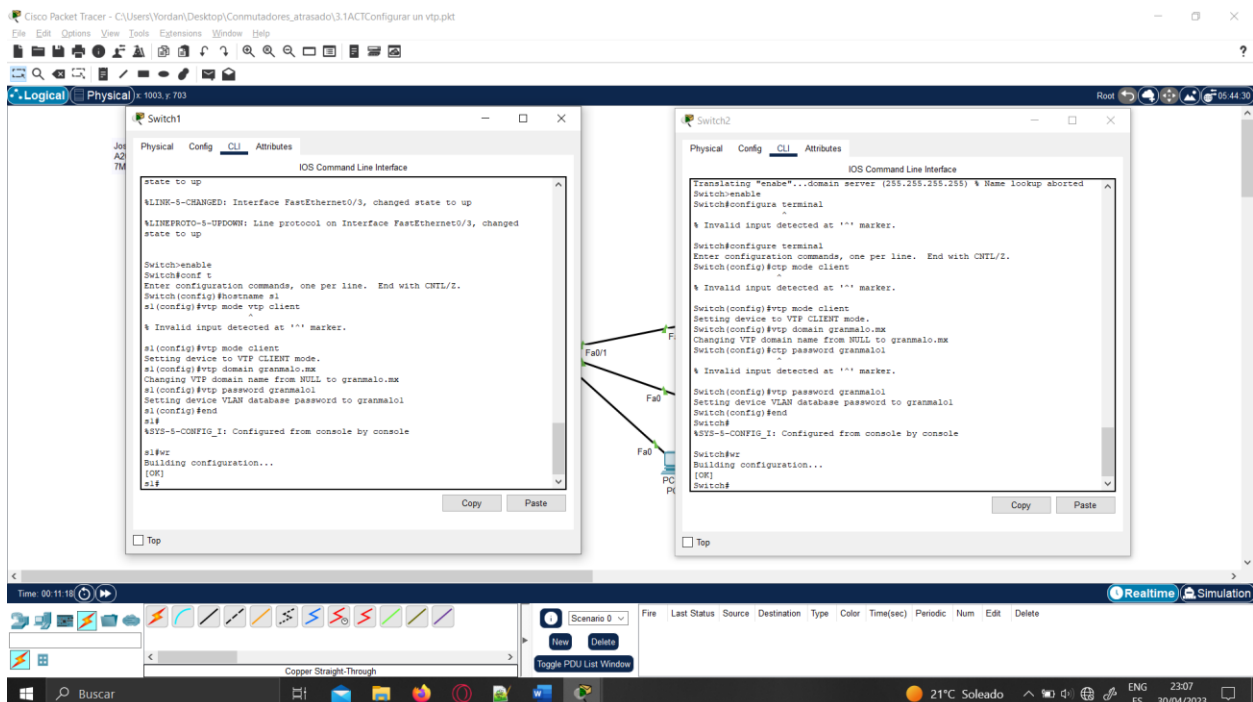 Cisco Packet Tracer - C:\Users\Yordan\Desktop\Conmutadores_atrasado\3.1ACTConfigurar un vtp.pkt
File Edit Options View Tools Extensions Window Help
?
Logical Physical x: 1003, y: 703
Root 05:44:30
Jos
A2
7M
Switch1
Physical Config CLI Attributes
IOS Command Line Interface
state to up
%LINK-5-CHANGED: Interface FastEthernet0/3, changed state to up
%LINEPROTO-5-UPDOWN: Line protocol on Interface FastEthernet0/3, changed
state to up
Switch>enable
Switch#conf t
Enter configuration commands, one per line. End with CNTL/Z.
Switch(config)#hostname s1
s1(config)#vtp mode vtp client
^
% Invalid input detected at '^' marker.
s1(config)#vtp mode client
Setting device to VTP CLIENT mode.
s1(config)#vtp domain granmalo.mx
Changing VTP domain name from NULL to granmalo.mx
s1(config)#vtp password granmalo1
Setting device VLAN database password to granmalo1
s1(config)#end
s1#
%SYS-5-CONFIG_I: Configured from console by console
s1#wr
Building configuration...
[OK]
s1#
Copy Paste
Top
Fa0/1
Fa0
Fa0
PC
Switch2
Physical Config CLI Attributes
IOS Command Line Interface
Translating "enabe"...domain server (255.255.255.255) % Name lookup aborted
Switch>enable
Switch#configura terminal
^
% Invalid input detected at '^' marker.
Switch#configure terminal
Enter configuration commands, one per line. End with CNTL/Z.
Switch(config)#ctp mode client
^
% Invalid input detected at '^' marker.
Switch(config)#vtp mode client
Setting device to VTP CLIENT mode.
Switch(config)#vtp domain granmalo.mx
Changing VTP domain name from NULL to granmalo.mx
Switch(config)#ctp password granmalo1
^
% Invalid input detected at '^' marker.
Switch(config)#vtp password granmalo1
Setting device VLAN database password to granmalo1
Switch(config)#end
Switch#
%SYS-5-CONFIG_I: Configured from console by console
Switch#wr
Building configuration...
[OK]
Switch#
Copy Paste
Top
Time: 00:11:18
Realtime Simulation
Scenario 0
New Delete
Toggle PDU List Window
Fire Last Status Source Destination Type Color Time(sec) Periodic Num Edit Delete
Copper Straight-Through
Buscar
21°C Soleado
ENG
ES
23:07
30/04/2023